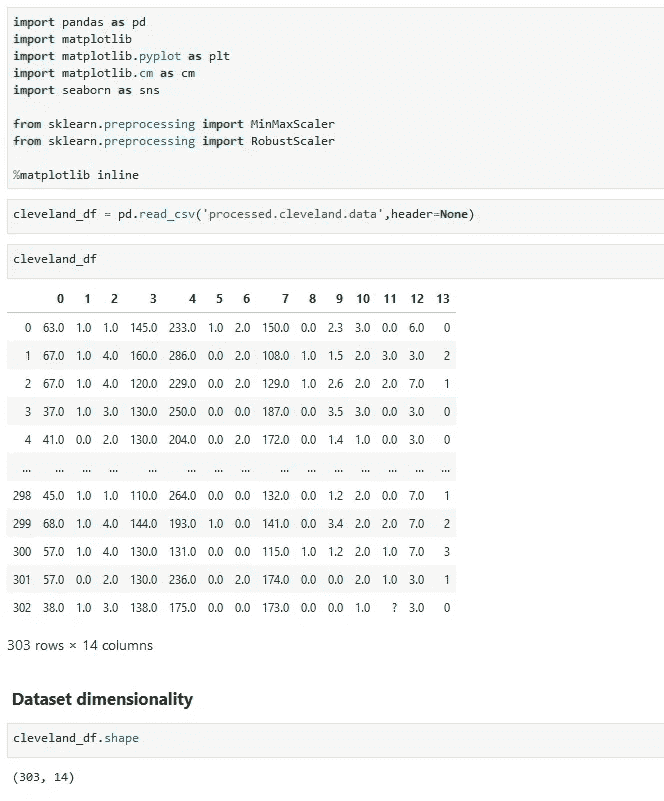 import pandas as pd
import matplotlib
import matplotlib.pyplot as plt
import matplotlib.cm as cm
import seaborn as sns
from sklearn.preprocessing import MinMaxScaler
from sklearn.preprocessing import RobustScaler
%matplotlib inline
cleveland_df = pd.read_csv('processed.cleveland.data',header=None)
cleveland_df
0 1 2 3 4 5 6 7 8 9 10 11 12 13
0 63.0 1.0 1.0 145.0 233.0 1.0 2.0 150.0 0.0 2.3 3.0 0.0 6.0 0
1 67.0 1.0 4.0 160.0 286.0 0.0 2.0 108.0 1.0 1.5 2.0 3.0 3.0 2
2 67.0 1.0 4.0 120.0 229.0 0.0 2.0 129.0 1.0 2.6 2.0 2.0 7.0 1
3 37.0 1.0 3.0 130.0 250.0 0.0 0.0 187.0 0.0 3.5 3.0 0.0 3.0 0
4 41.0 0.0 2.0 130.0 204.0 0.0 2.0 172.0 0.0 1.4 1.0 0.0 3.0 0
... ... ... ... ... ... ... ... ... ... ... ... ... ... ...
298 45.0 1.0 1.0 110.0 264.0 0.0 0.0 132.0 0.0 1.2 2.0 0.0 7.0 1
299 68.0 1.0 4.0 144.0 193.0 1.0 0.0 141.0 0.0 3.4 2.0 2.0 7.0 2
300 57.0 1.0 4.0 130.0 131.0 0.0 0.0 115.0 1.0 1.2 2.0 1.0 7.0 3
301 57.0 0.0 2.0 130.0 236.0 0.0 2.0 174.0 0.0 0.0 2.0 1.0 3.0 1
302 38.0 1.0 3.0 138.0 175.0 0.0 0.0 173.0 0.0 0.0 1.0 ? 3.0 0
303 rows × 14 columns
Dataset dimensionality
cleveland_df.shape
(303, 14)